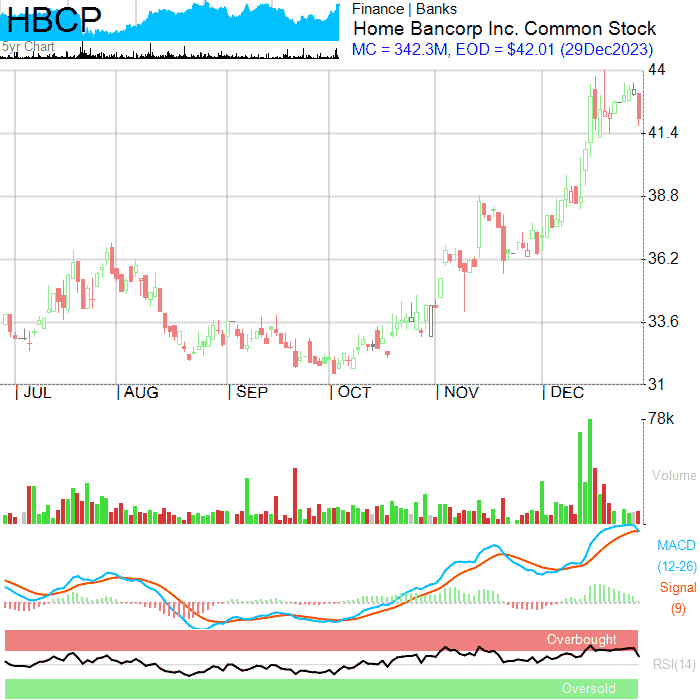 HBCP
5yr Chart
Finance | Banks
Home Bancorp Inc. Common Stock
MC = 342.3M, EOD = $42.01 (29Dec2023)
44
41.4
38.8
36.2
33.6
31
| JUL | AUG | SEP | OCT | NOV | DEC
78k
Volume
MACD
(12-26)
Signal
(9)
Overbought
RSI(14)
Oversold